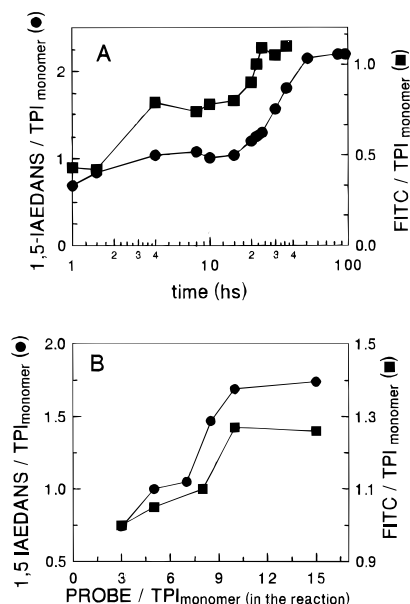 A
1,5-IAEDANS / TPI monomer (●)
2
1
0
FITC / TPI monomer (■)
1.0
0.5
0.0
1 2 3 4 10 2 3 4 100
time (hs)
B
1,5 IAEDANS / TPI monomer (●)
2.0
1.5
1.0
0.5
FITC / TPI monomer (■)
1.5
1.3
1.1
0.9
0 3 6 9 12 15
PROBE / TPI monomer (in the reaction)